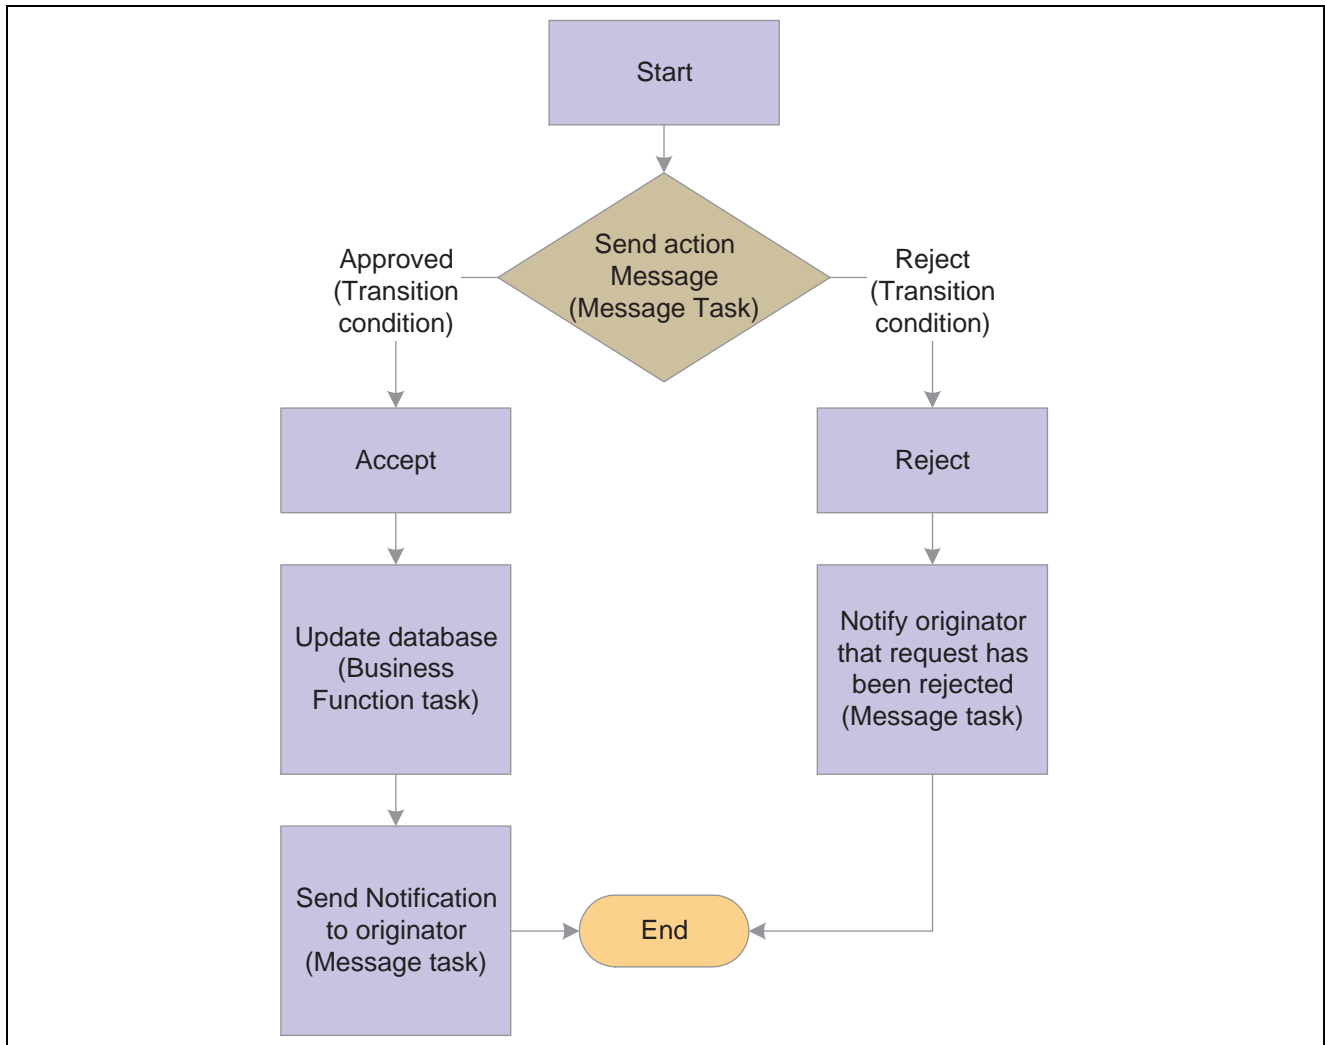 Start
Send action
Message
(Message Task)
Approved
(Transition
condition)
Reject
(Transition
condition)
Accept
Reject
Update database
(Business
Function task)
Notify originator
that request has
been rejected
(Message task)
Send Notification
to originator
(Message task)
End